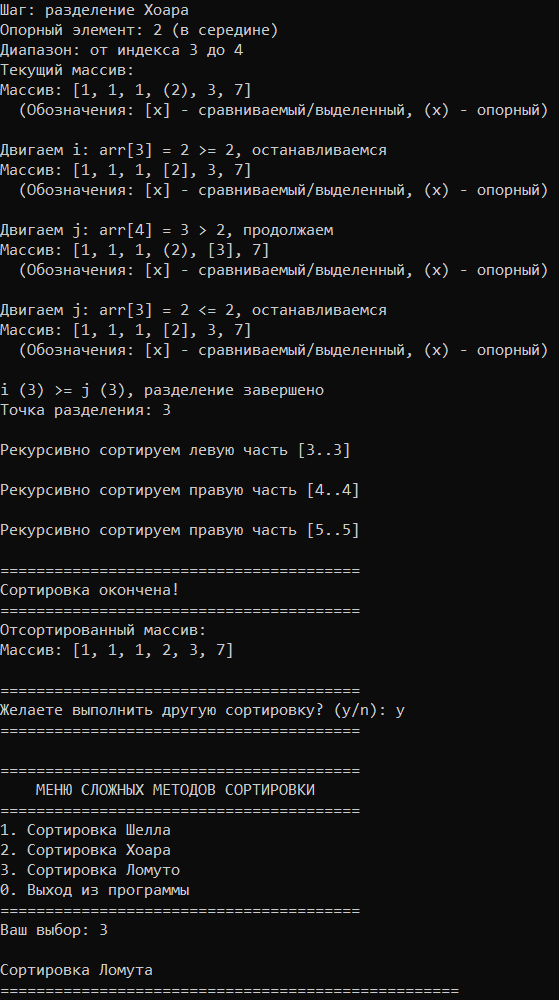 Шаг: разделение Хоара
Опорный элемент: 2 (в середине)
Диапазон: от индекса 3 до 4
Текущий массив:
Массив: [1, 1, 1, (2), 3, 7]
  (Обозначения: [x] - сравниваемый/выделенный, (x) - опорный)

Двигаем i: arr[3] = 2 >= 2, останавливаемся
Массив: [1, 1, 1, [2], 3, 7]
  (Обозначения: [x] - сравниваемый/выделенный, (x) - опорный)

Двигаем j: arr[4] = 3 > 2, продолжаем
Массив: [1, 1, 1, (2), [3], 7]
  (Обозначения: [x] - сравниваемый/выделенный, (x) - опорный)

Двигаем j: arr[3] = 2 <= 2, останавливаемся
Массив: [1, 1, 1, [2], 3, 7]
  (Обозначения: [x] - сравниваемый/выделенный, (x) - опорный)

i (3) >= j (3), разделение завершено
Точка разделения: 3

Рекурсивно сортируем левую часть [3..3]

Рекурсивно сортируем правую часть [4..4]

Рекурсивно сортируем правую часть [5..5]

========================================
Сортировка окончена!
========================================
Отсортированный массив:
Массив: [1, 1, 1, 2, 3, 7]

========================================
Желаете выполнить другую сортировку? (y/n): y
========================================

========================================
    МЕНЮ СЛОЖНЫХ МЕТОДОВ СОРТИРОВКИ
========================================
1. Сортировка Шелла
2. Сортировка Хоара
3. Сортировка Ломуто
0. Выход из программы
========================================
Ваш выбор: 3

Сортировка Ломута
===================================================